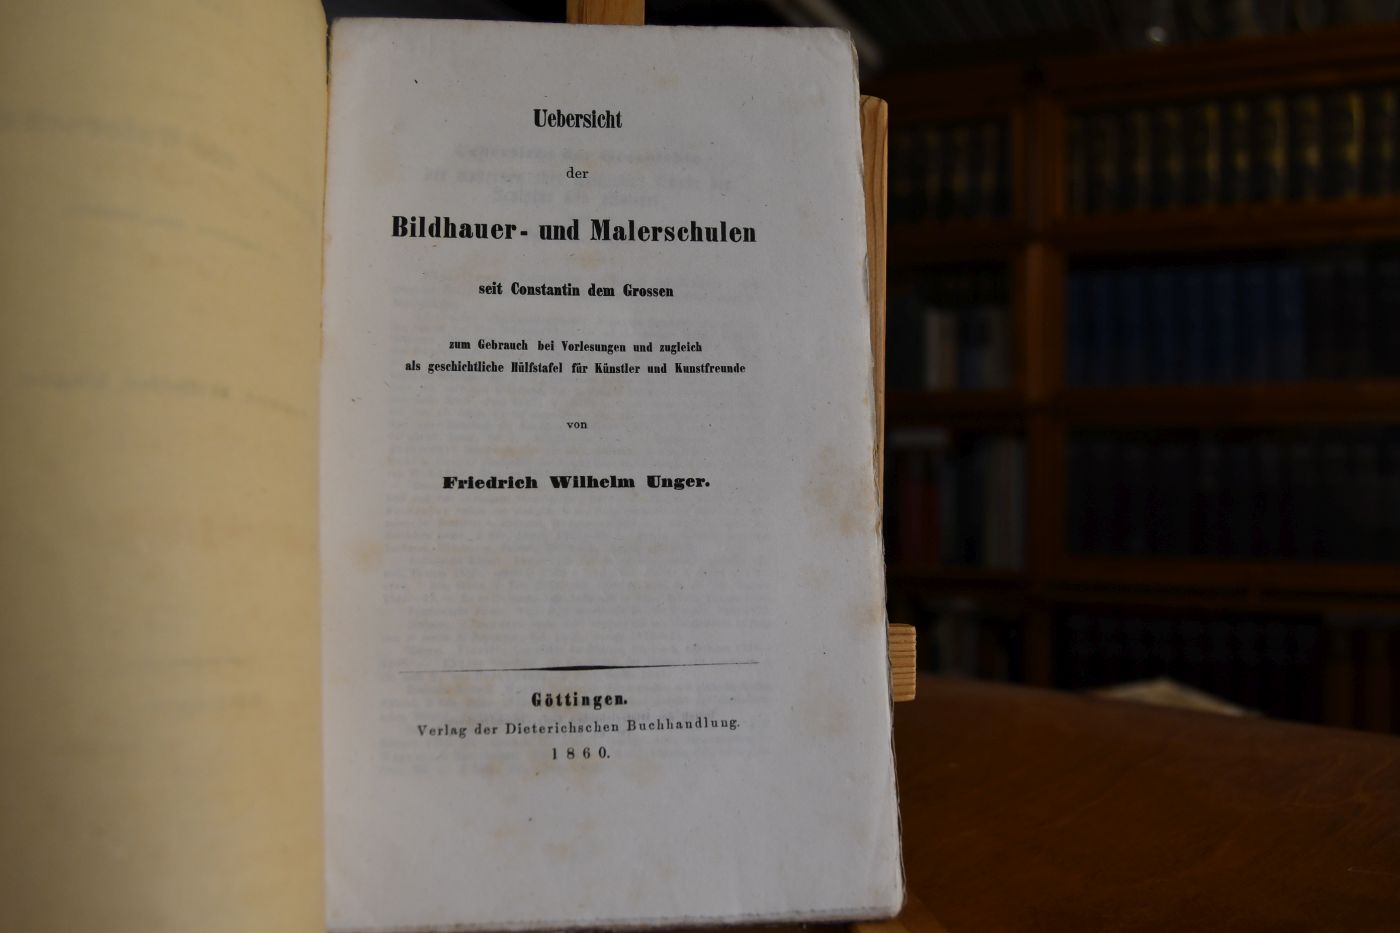 Uebersicht
der
Bildhauer- und Malerschulen
seit Constantin dem Grossen
zum Gebrauch bei Vorlesungen und zugleich
als geschichtliche Hülfstafel für Künstler und Kunstfreunde
von
Friedrich Wilhelm Unger.
Göttingen.
Verlag der Dieterichschen Buchhandlung.
1860.